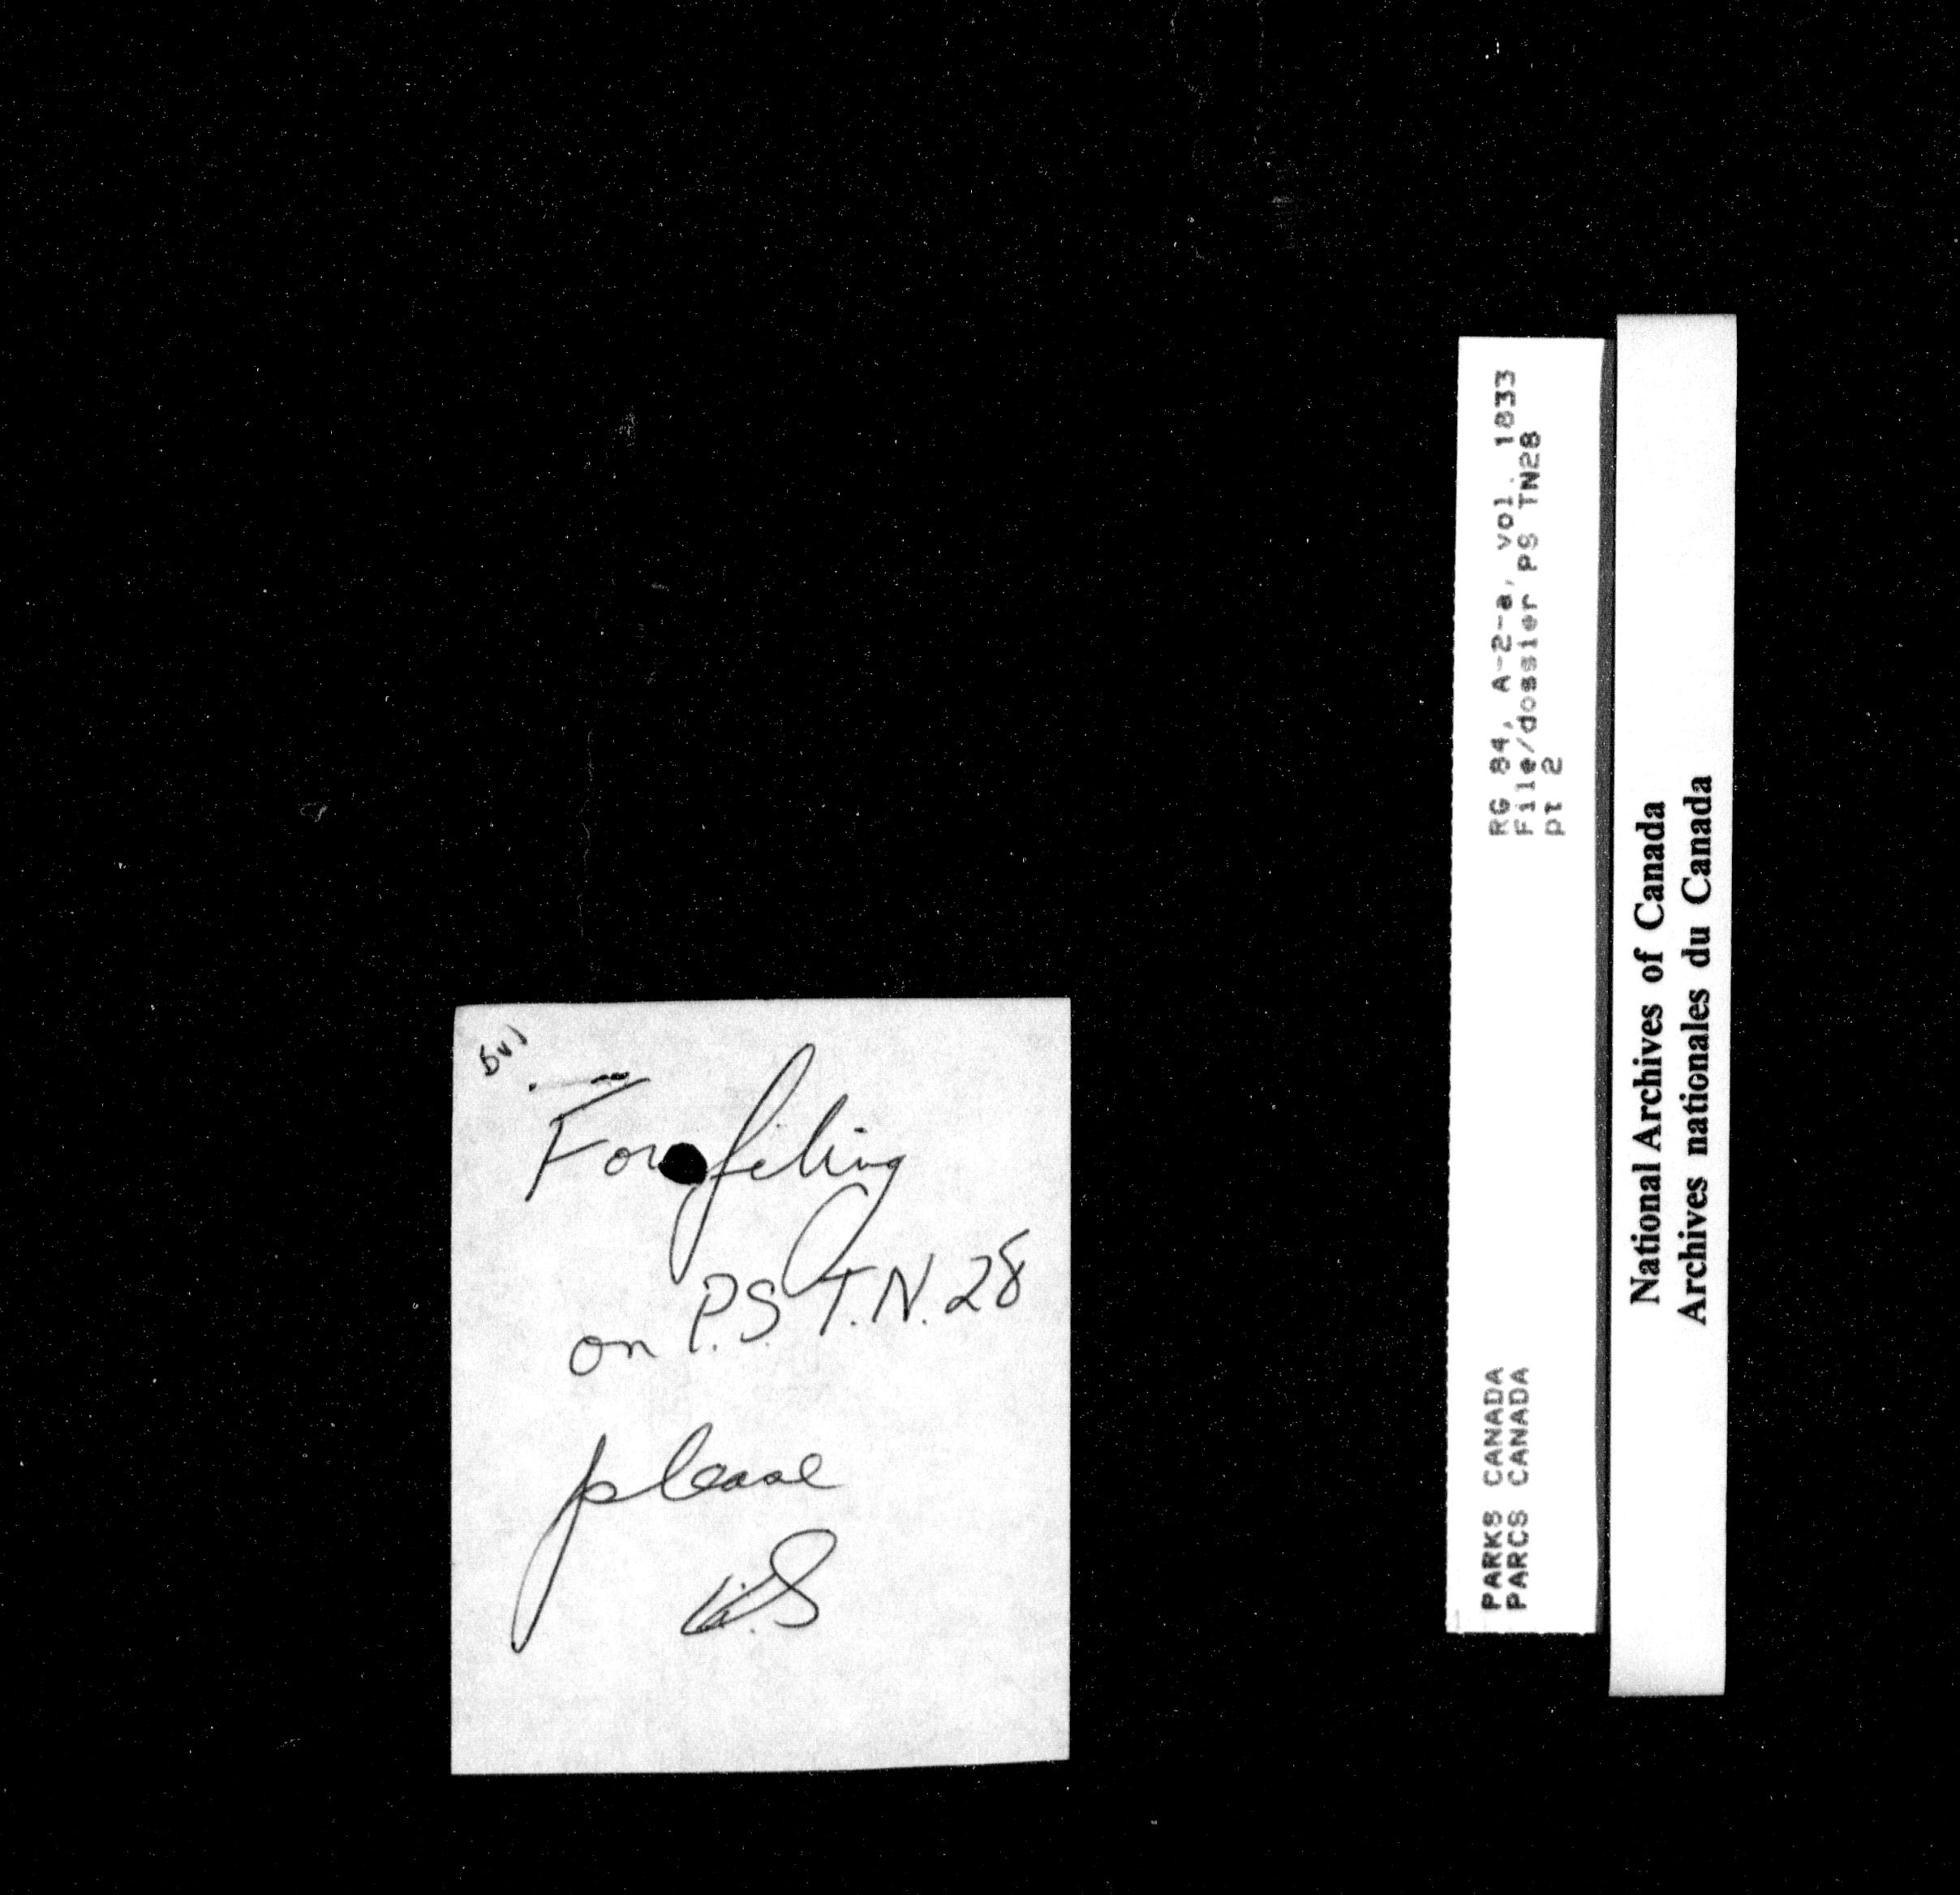 For filing
on P.S. T.N. 28
please
RG 84, A-2-a, vol. 1833
File/dossier PS TN28
pt 2
PARKS CANADA
PARCS CANADA
National Archives of Canada
Archives nationales du Canada